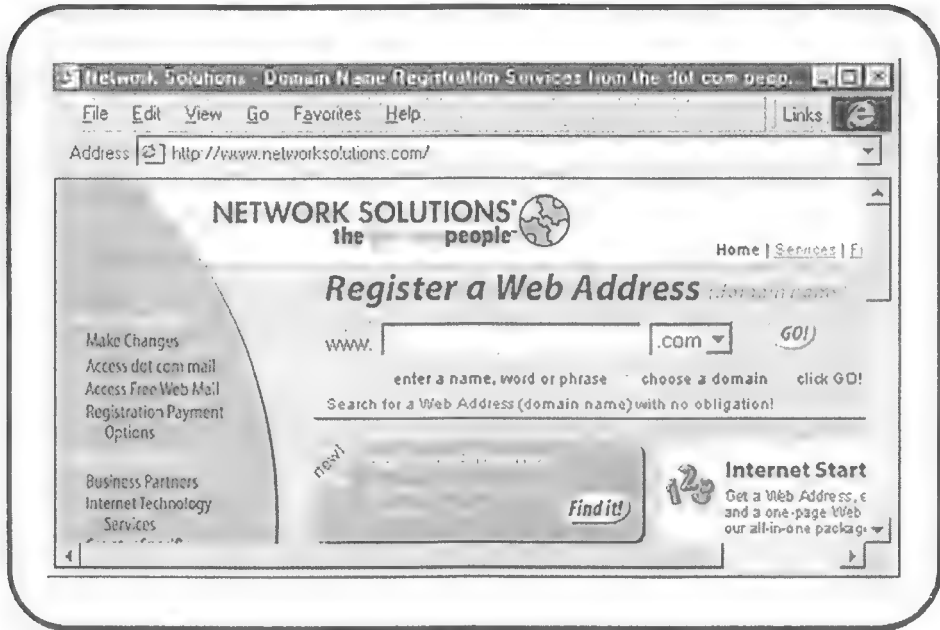 Network Solutions - Domain Name Registration Services from the dot com peop...
File Edit View Go Favorites Help
Links
Address http://www.networksolutions.com/
NETWORK SOLUTIONS
the people
Home | Services |
Register a Web Address (domain name)
www. .com GO!
enter a name, word or phrase choose a domain click GO!
Search for a Web Address (domain name) with no obligation!
Make Changes
Access dot com mail
Access Free Web Mail
Registration Payment
Options
Business Partners
Internet Technology
Services
new!
Find it!
123
Internet Start
Get a Web Address, e
and a one-page Web
our all-in-one packag